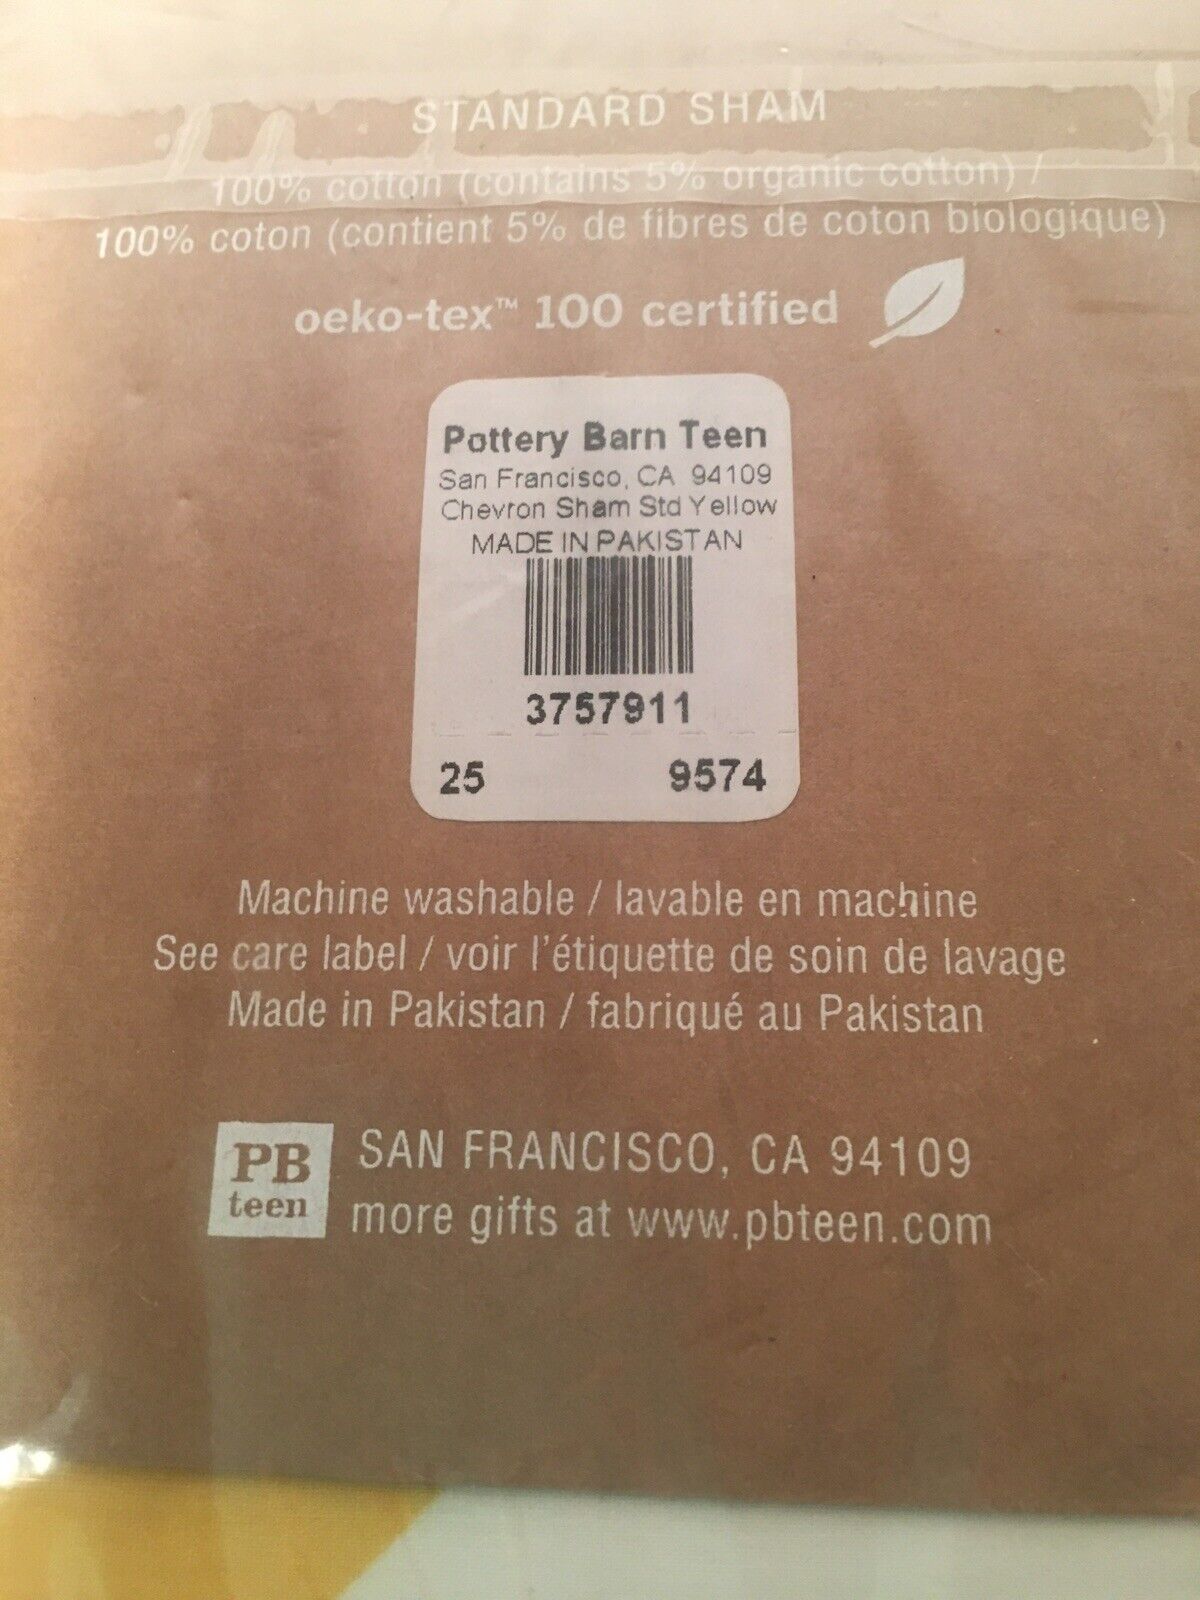 STANDARD SHAM
100% cotton (contains 5% organic cotton) /
100% coton (contient 5% de fibres de coton biologique)
oeko-tex™ 100 certified
Pottery Barn Teen
San Francisco, CA 94109
Chevron Sham Std Yellow
MADE IN PAKISTAN
3757911
25 9574
Machine washable / lavable en machine
See care label / voir l'étiquette de soin de lavage
Made in Pakistan / fabriqué au Pakistan
PB
teen
SAN FRANCISCO, CA 94109
more gifts at www.pbteen.com